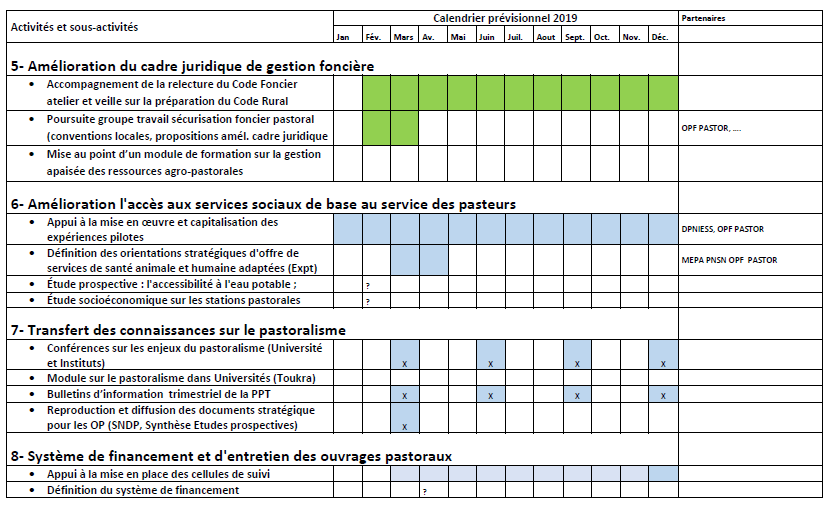 Activités et sous-activités
Calendrier prévisionnel 2019
Partenaires
Jan Fév. Mars Av. Mai Juin Juil. Aout Sept. Oct. Nov. Déc.
5- Amélioration du cadre juridique de gestion foncière
• Accompagnement de la relecture du Code Foncier
atelier et veille sur la préparation du Code Rural
• Poursuite groupe travail sécurisation foncier pastoral
(conventions locales, propositions amél. cadre juridique
OPF PASTOR, ....
• Mise au point d’un module de formation sur la gestion
apaisée des ressources agro-pastorales
6- Amélioration l'accès aux services sociaux de base au service des pasteurs
• Appui à la mise en œuvre et capitalisation des
expériences pilotes
DPNIESS, OPF PASTOR
• Définition des orientations stratégiques d'offre de
services de santé animale et humaine adaptées (Expt)
MEPA PNSN OPF PASTOR
• Étude prospective : l'accessibilité à l'eau potable ; ?
• Étude socioéconomique sur les stations pastorales ?
7- Transfert des connaissances sur le pastoralisme
• Conférences sur les enjeux du pastoralisme (Université
et Instituts) x x x x
• Module sur le pastoralisme dans Universités (Toukra)
• Bulletins d’information trimestriel de la PPT x x x x
• Reproduction et diffusion des documents stratégique
pour les OP (SNDP, Synthèse Etudes prospectives) x
8- Système de financement et d'entretien des ouvrages pastoraux
• Appui à la mise en place des cellules de suivi
• Définition du système de financement ?